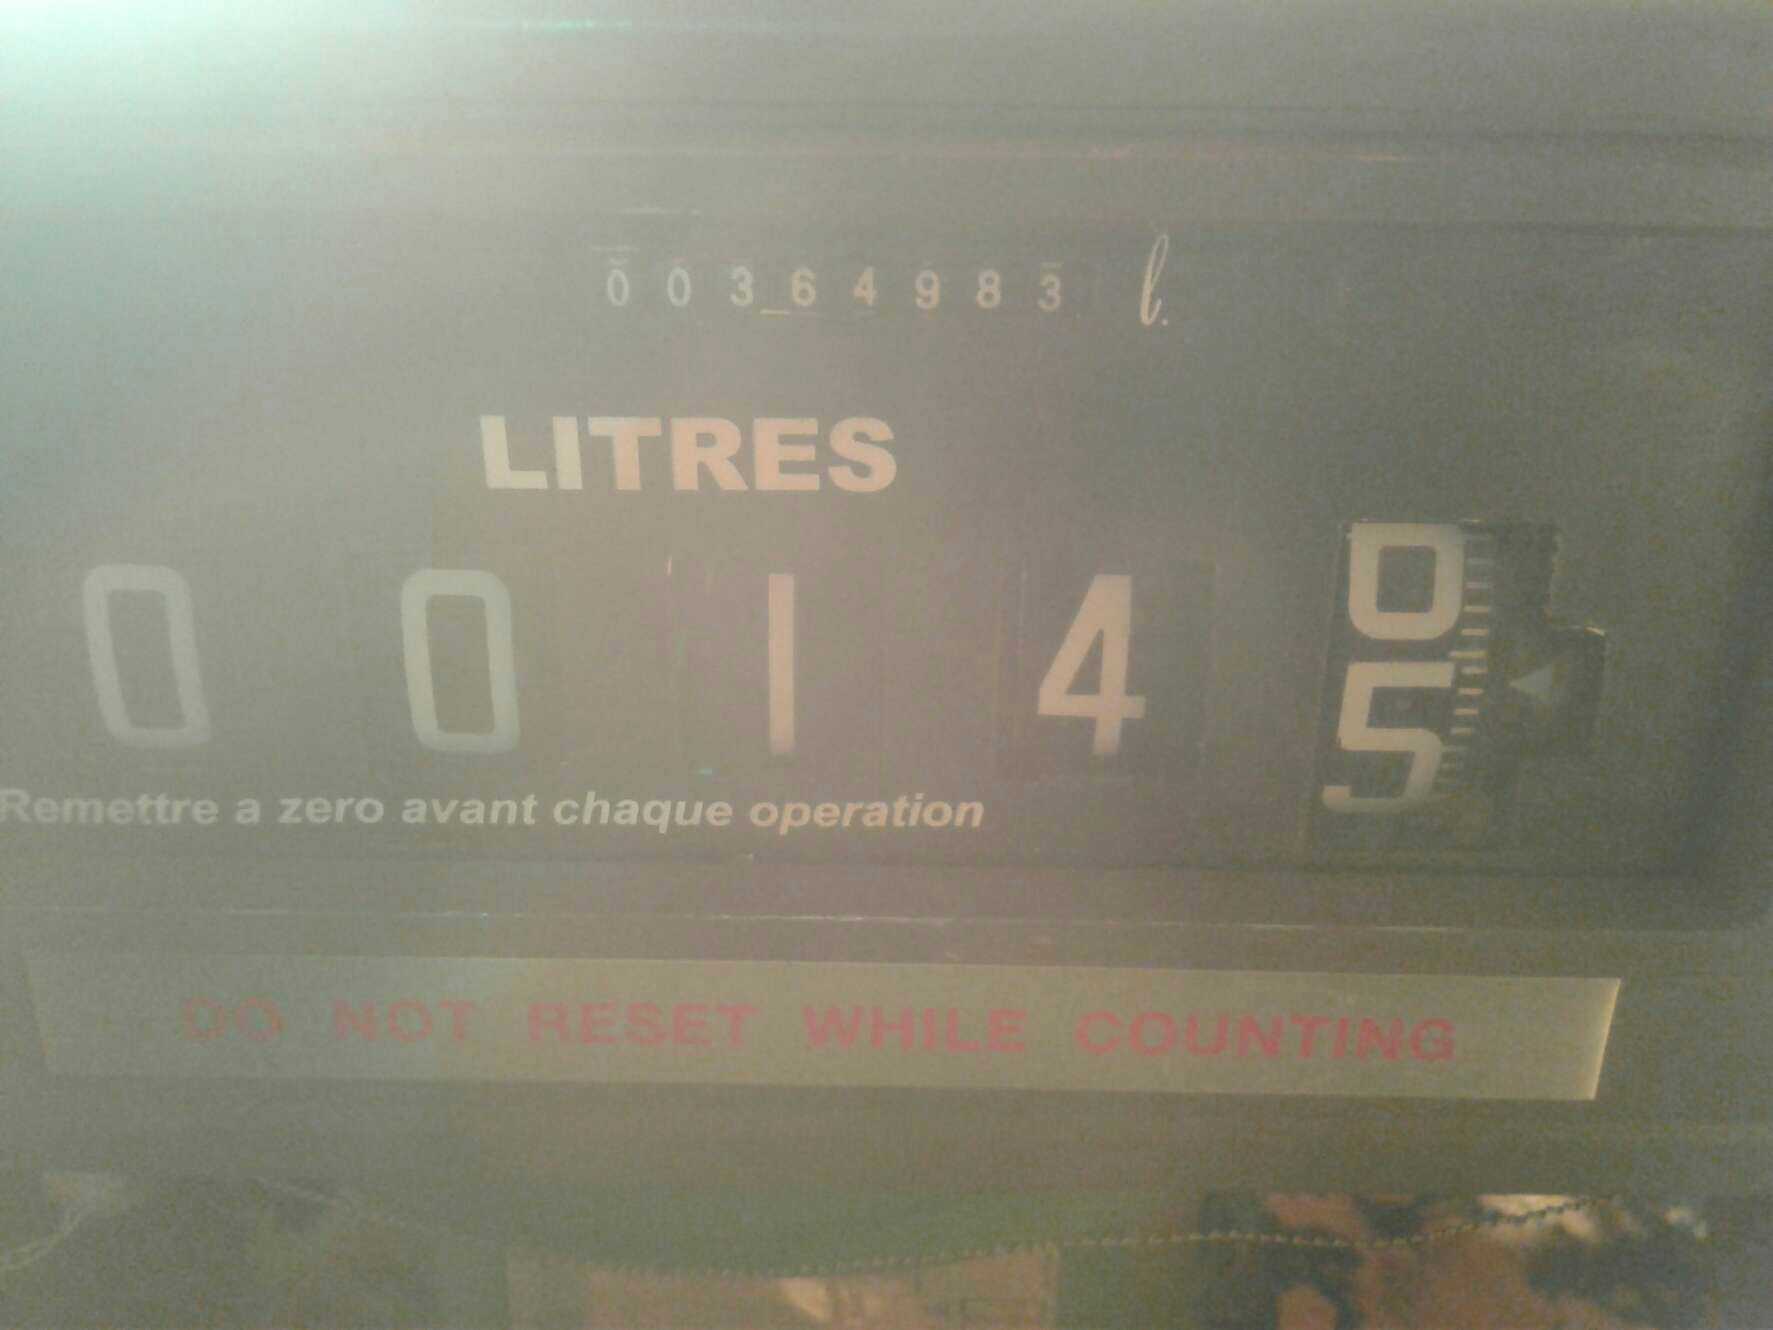 00364983 l.
LITRES
0 0 1 4 0 5
Remettre a zero avant chaque operation
DO NOT RESET WHILE COUNTING